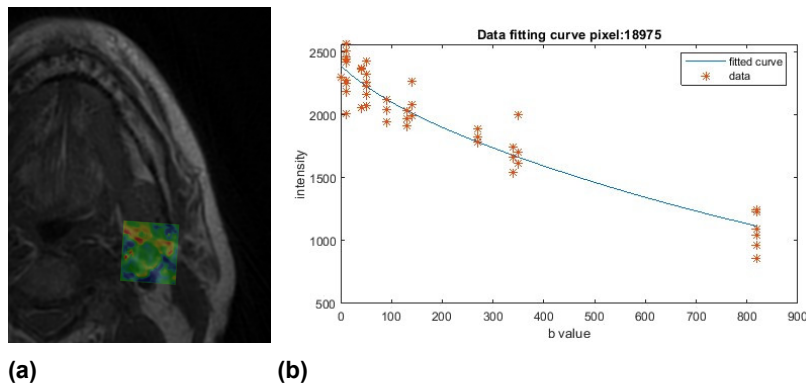 Data fitting curve pixel:18975
2500
2000
1500
1000
500
intensity
fitted curve
data
0 100 200 300 400 500 600 700 800 900
b value
(a) (b)